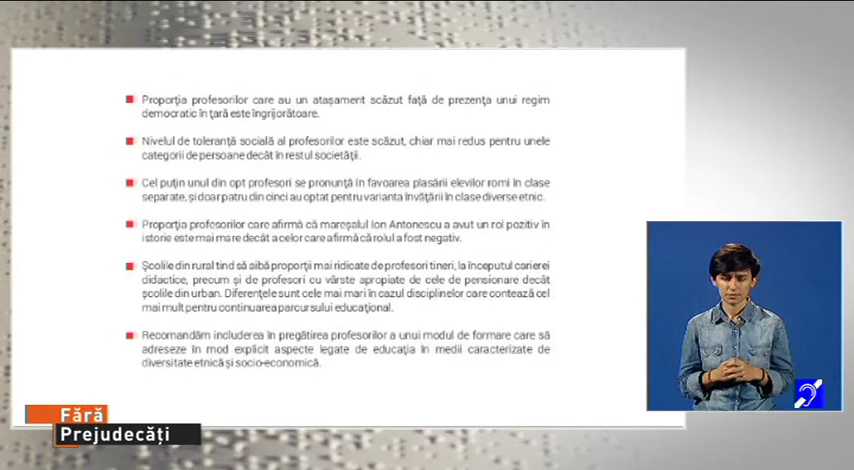 Proporția profesorilor care au un atașament scăzut față de prezența unui regim
democratic în țară este îngrijorătoare.
Nivelul de toleranță socială al profesorilor este scăzut, chiar mai redus pentru unele
categorii de persoane decât în restul societății.
Cel puțin unul din opt profesori se pronunță în favoarea plasării elevilor romi în clase
separate, și doar patru din cinci au optat pentru varianta învățării în clase diverse etnic.
Proporția profesorilor care afirmă că mareșalul Ion Antonescu a avut un rol pozitiv în
istorie este mai mare decât a celor care afirmă că rolul a fost negativ.
Școlile din rural tind să aibă proporții mai ridicate de profesori tineri, la începutul carierei
didactice, precum și de profesori cu vârste apropiate de cele de pensionare decât
școlile din urban. Diferențele sunt cele mai mari în cazul disciplinelor care contează cel
mai mult pentru continuarea parcursului educațional.
Recomandăm includerea în pregătirea profesorilor a unui modul de formare care să
adreseze în mod explicit aspecte legate de educația în medii caracterizate de
diversitate etnică și socio-economică.
Fără
Prejudecăți